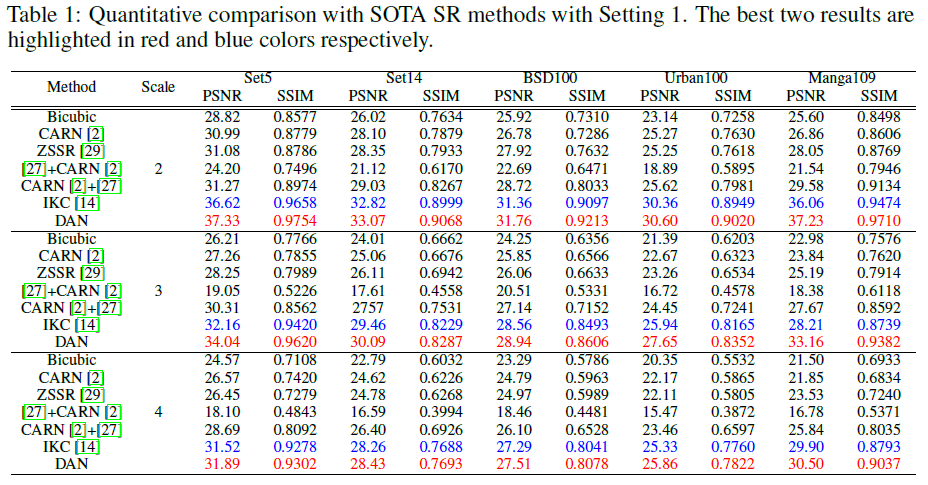 Table 1: Quantitative comparison with SOTA SR methods with Setting 1. The best two results are
highlighted in red and blue colors respectively.
Method Scale Set5 Set14 BSD100 Urban100 Manga109
PSNR SSIM PSNR SSIM PSNR SSIM PSNR SSIM PSNR SSIM
Bicubic 28.82 0.8577 26.02 0.7634 25.92 0.7310 23.14 0.7258 25.60 0.8498
CARN [2] 30.99 0.8779 28.10 0.7879 26.78 0.7286 25.27 0.7630 26.86 0.8606
ZSSR [29] 31.08 0.8786 28.35 0.7933 27.92 0.7632 25.25 0.7618 28.05 0.8769
[27]+CARN [2] 2 24.20 0.7496 21.12 0.6170 22.69 0.6471 18.89 0.5895 21.54 0.7946
CARN [2]+[27] 31.27 0.8974 29.03 0.8267 28.72 0.8033 25.62 0.7981 29.58 0.9134
IKC [14] 36.62 0.9658 32.82 0.8999 31.36 0.9097 30.36 0.8949 36.06 0.9474
DAN 37.33 0.9754 33.07 0.9068 31.76 0.9213 30.60 0.9020 37.23 0.9710
Bicubic 26.21 0.7766 24.01 0.6662 24.25 0.6356 21.39 0.6203 22.98 0.7576
CARN [2] 27.26 0.7855 25.06 0.6676 25.85 0.6566 22.67 0.6323 23.84 0.7620
ZSSR [29] 28.25 0.7989 26.11 0.6942 26.06 0.6633 23.26 0.6534 25.19 0.7914
[27]+CARN [2] 3 19.05 0.5226 17.61 0.4558 20.51 0.5331 16.72 0.4578 18.38 0.6118
CARN [2]+[27] 30.31 0.8562 2757 0.7531 27.14 0.7152 24.45 0.7241 27.67 0.8592
IKC [14] 32.16 0.9420 29.46 0.8229 28.56 0.8493 25.94 0.8165 28.21 0.8739
DAN 34.04 0.9620 30.09 0.8287 28.94 0.8606 27.65 0.8352 33.16 0.9382
Bicubic 24.57 0.7108 22.79 0.6032 23.29 0.5786 20.35 0.5532 21.50 0.6933
CARN [2] 26.57 0.7420 24.62 0.6226 24.79 0.5963 22.17 0.5865 21.85 0.6834
ZSSR [29] 26.45 0.7279 24.78 0.6268 24.97 0.5989 22.11 0.5805 23.53 0.7240
[27]+CARN [2] 4 18.10 0.4843 16.59 0.3994 18.46 0.4481 15.47 0.3872 16.78 0.5371
CARN [2]+[27] 28.69 0.8092 26.40 0.6926 26.10 0.6528 23.46 0.6597 25.84 0.8035
IKC [14] 31.52 0.9278 28.26 0.7688 27.29 0.8041 25.33 0.7760 29.90 0.8793
DAN 31.89 0.9302 28.43 0.7693 27.51 0.8078 25.86 0.7822 30.50 0.9037